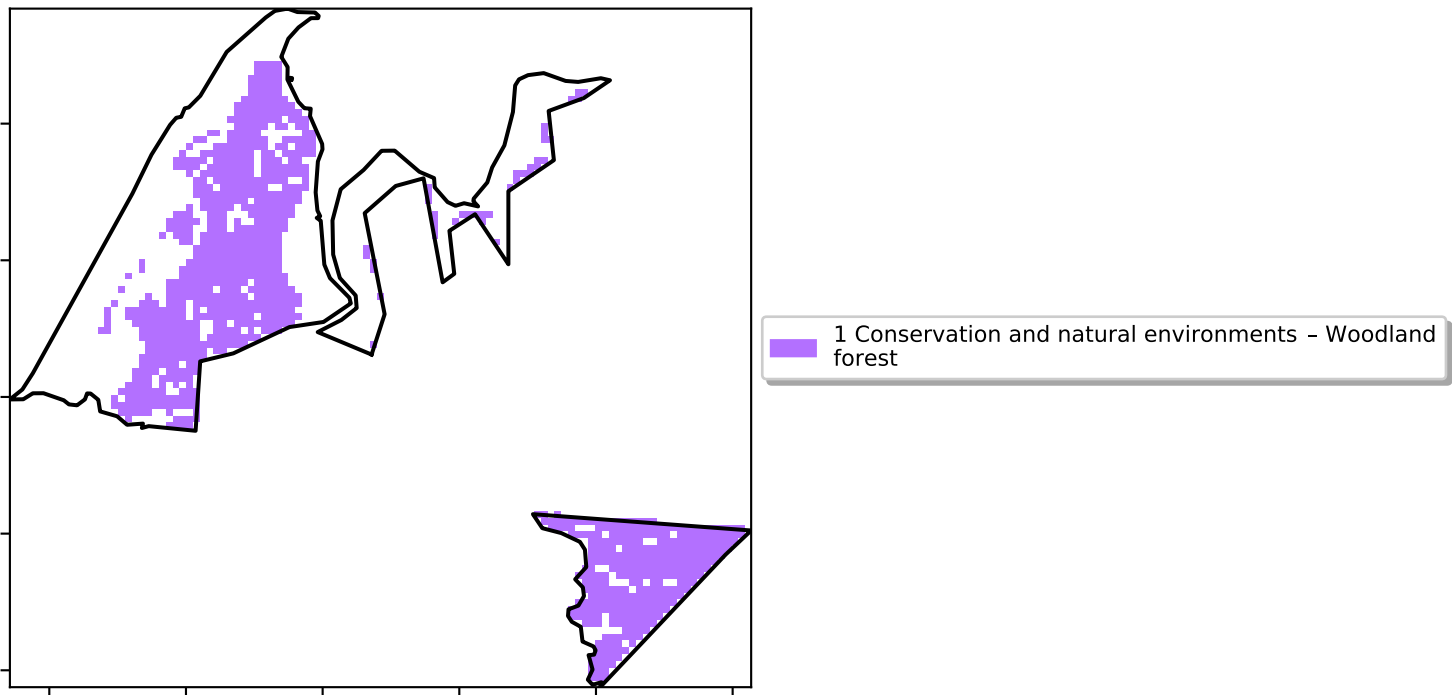 1 Conservation and natural environments – Woodland
forest